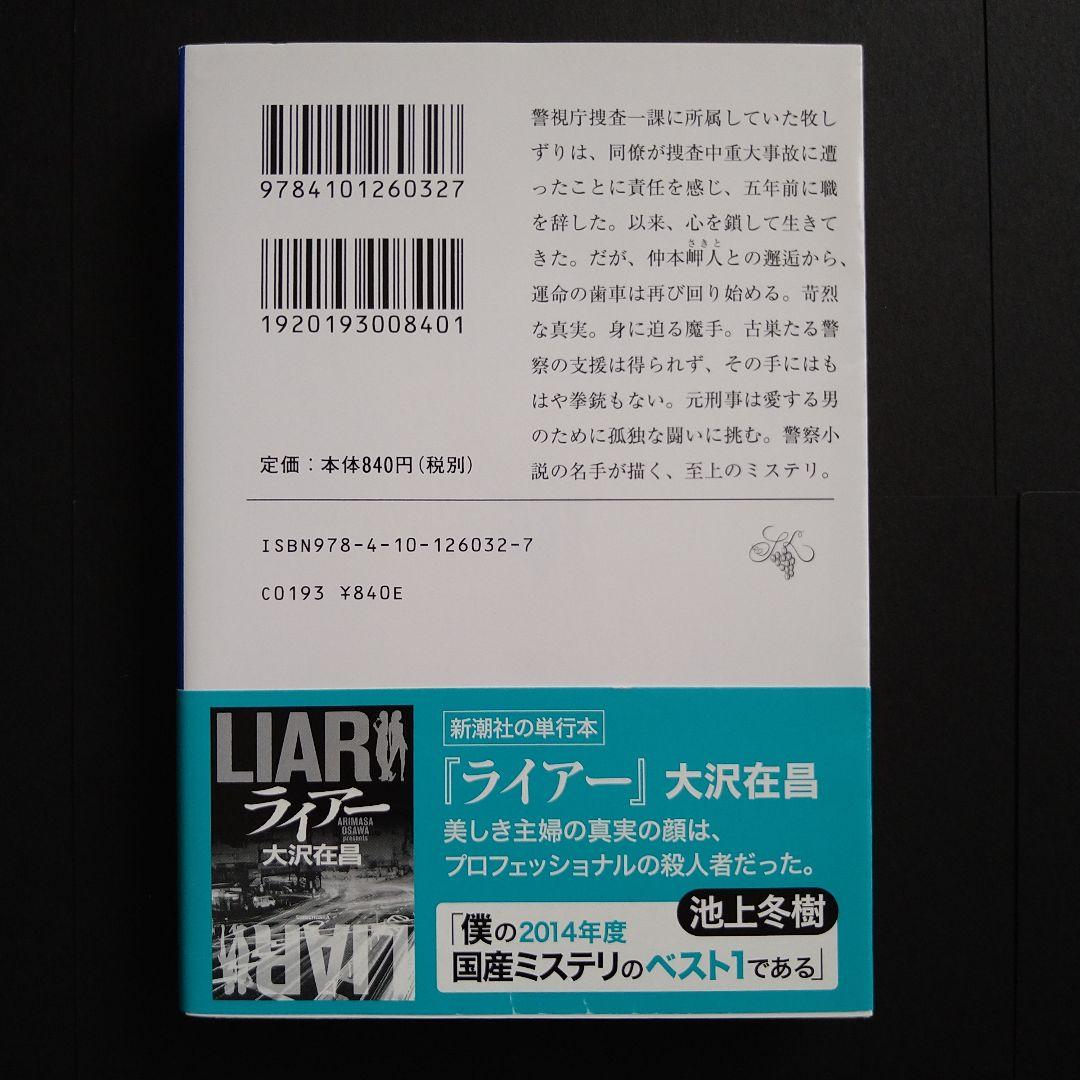 9784101260327
1920193008401
定価：本体840円（税別）
警視庁捜査一課に所属していた牧し
ずりは、同僚が捜査中重大事故に遭
ったことに責任を感じ、五年前に職
を辞した。以来、心を鎖して生きて
さきと
きた。だが、仲本岬人との邂逅から、
運命の歯車は再び回り始める。苛烈
な真実。身に迫る魔手。古巣たる警
察の支援は得られず、その手にはも
はや拳銃もない。元刑事は愛する男
のために孤独な闘いに挑む。警察小
説の名手が描く、至上のミステリ。
ISBN978-4-10-126032-7
C0193 ¥840E
LIAR
ライアー
ARIMASA
OSAWA
presents
大沢在昌
LIAR
新潮社の単行本
『ライアー』大沢在昌
美しき主婦の真実の顔は、
プロフェッショナルの殺人者だった。
池上冬樹
「僕の2014年度
国産ミステリのベスト1である」